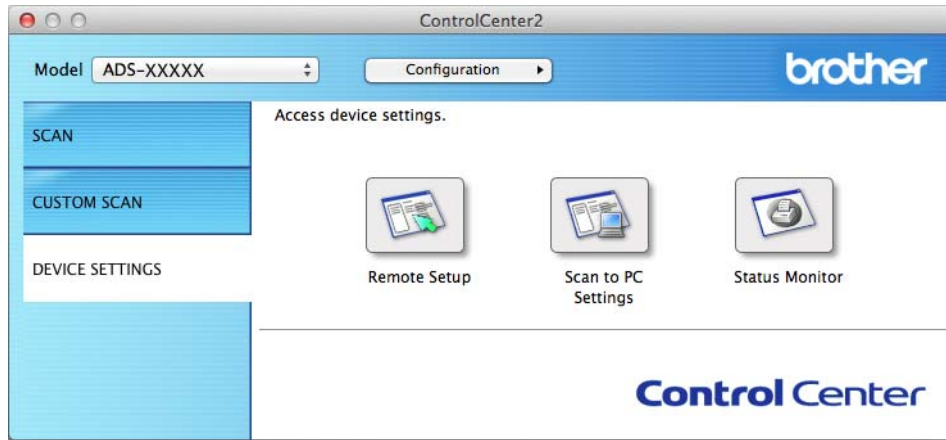 ControlCenter2
Model ADS-XXXXX
Configuration
brother
SCAN
CUSTOM SCAN
DEVICE SETTINGS
Access device settings.
Remote Setup
Scan to PC
Settings
Status Monitor
Control Center